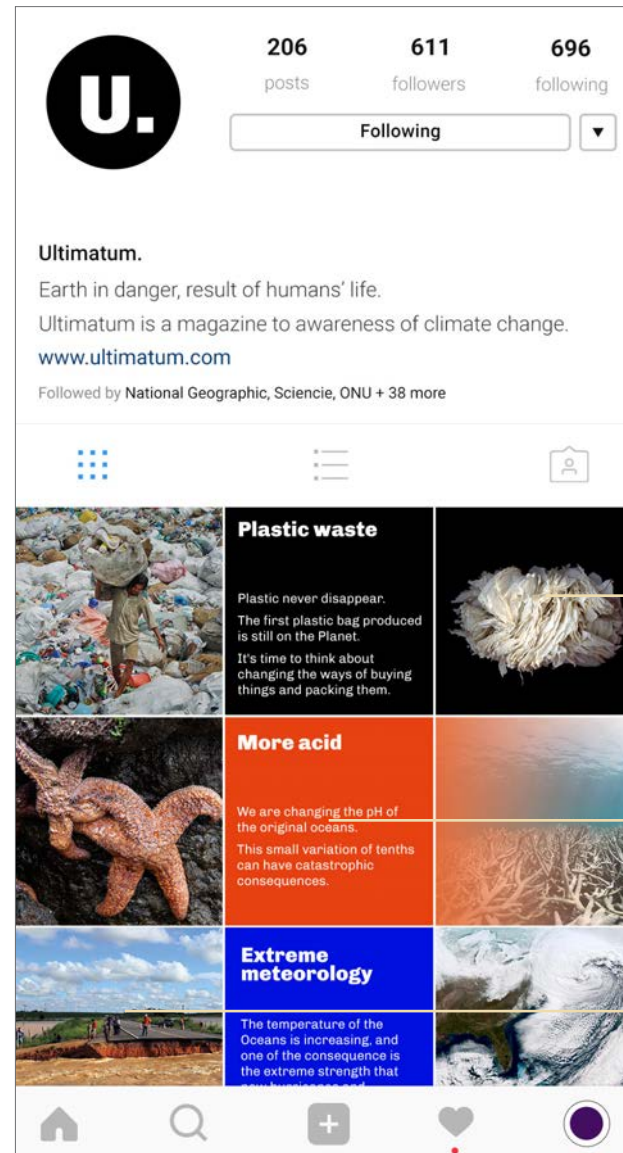 U.
206 611 696
posts followers following
Following
Ultimatum.
Earth in danger, result of humans' life.
Ultimatum is a magazine to awareness of climate change.
www.ultimatum.com
Followed by National Geographic, Sciencie, ONU + 38 more
Plastic waste
Plastic never disappear.
The first plastic bag produced
is still on the Planet.
It's time to think about
changing the ways of buying
things and packing them.
More acid
We are changing the pH of
the original oceans.
This small variation of tenths
can have catastrophic
consequences.
Extreme
meteorology
The temperature of the
Oceans is increasing, and
one of the consequence is
the extreme strength that